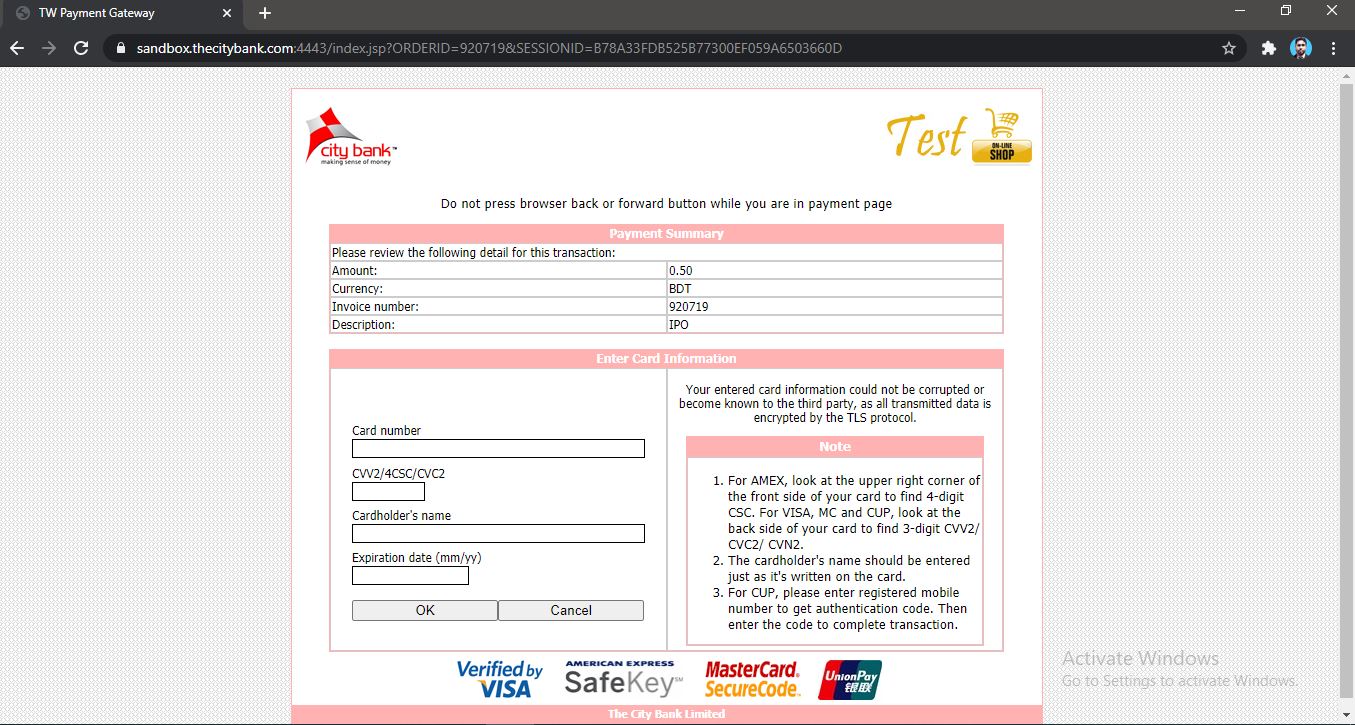 TW Payment Gateway
sandbox.thecitybank.com:4443/index.jsp?ORDERID=920719&SESSIONID=B78A33FDB525B77300EF059A6503660D
city bank™
making sense of money
Test
ON-LINE
SHOP
Do not press browser back or forward button while you are in payment page
Payment Summary
Please review the following detail for this transaction:
Amount: 0.50
Currency: BDT
Invoice number: 920719
Description: IPO
Enter Card Information
Card number
CVV2/4CSC/CVC2
Cardholder's name
Expiration date (mm/yy)
OK Cancel
Your entered card information could not be corrupted or
become known to the third party, as all transmitted data is
encrypted by the TLS protocol.
Note
1. For AMEX, look at the upper right corner of
the front side of your card to find 4-digit
CSC. For VISA, MC and CUP, look at the
back side of your card to find 3-digit CVV2/
CVC2/ CVN2.
2. The cardholder's name should be entered
just as it's written on the card.
3. For CUP, please enter registered mobile
number to get authentication code. Then
enter the code to complete transaction.
Verified by
VISA
AMERICAN EXPRESS
SafeKey℠
MasterCard.
SecureCode.
UnionPay
银联
The City Bank Limited
Activate Windows
Go to Settings to activate Windows.